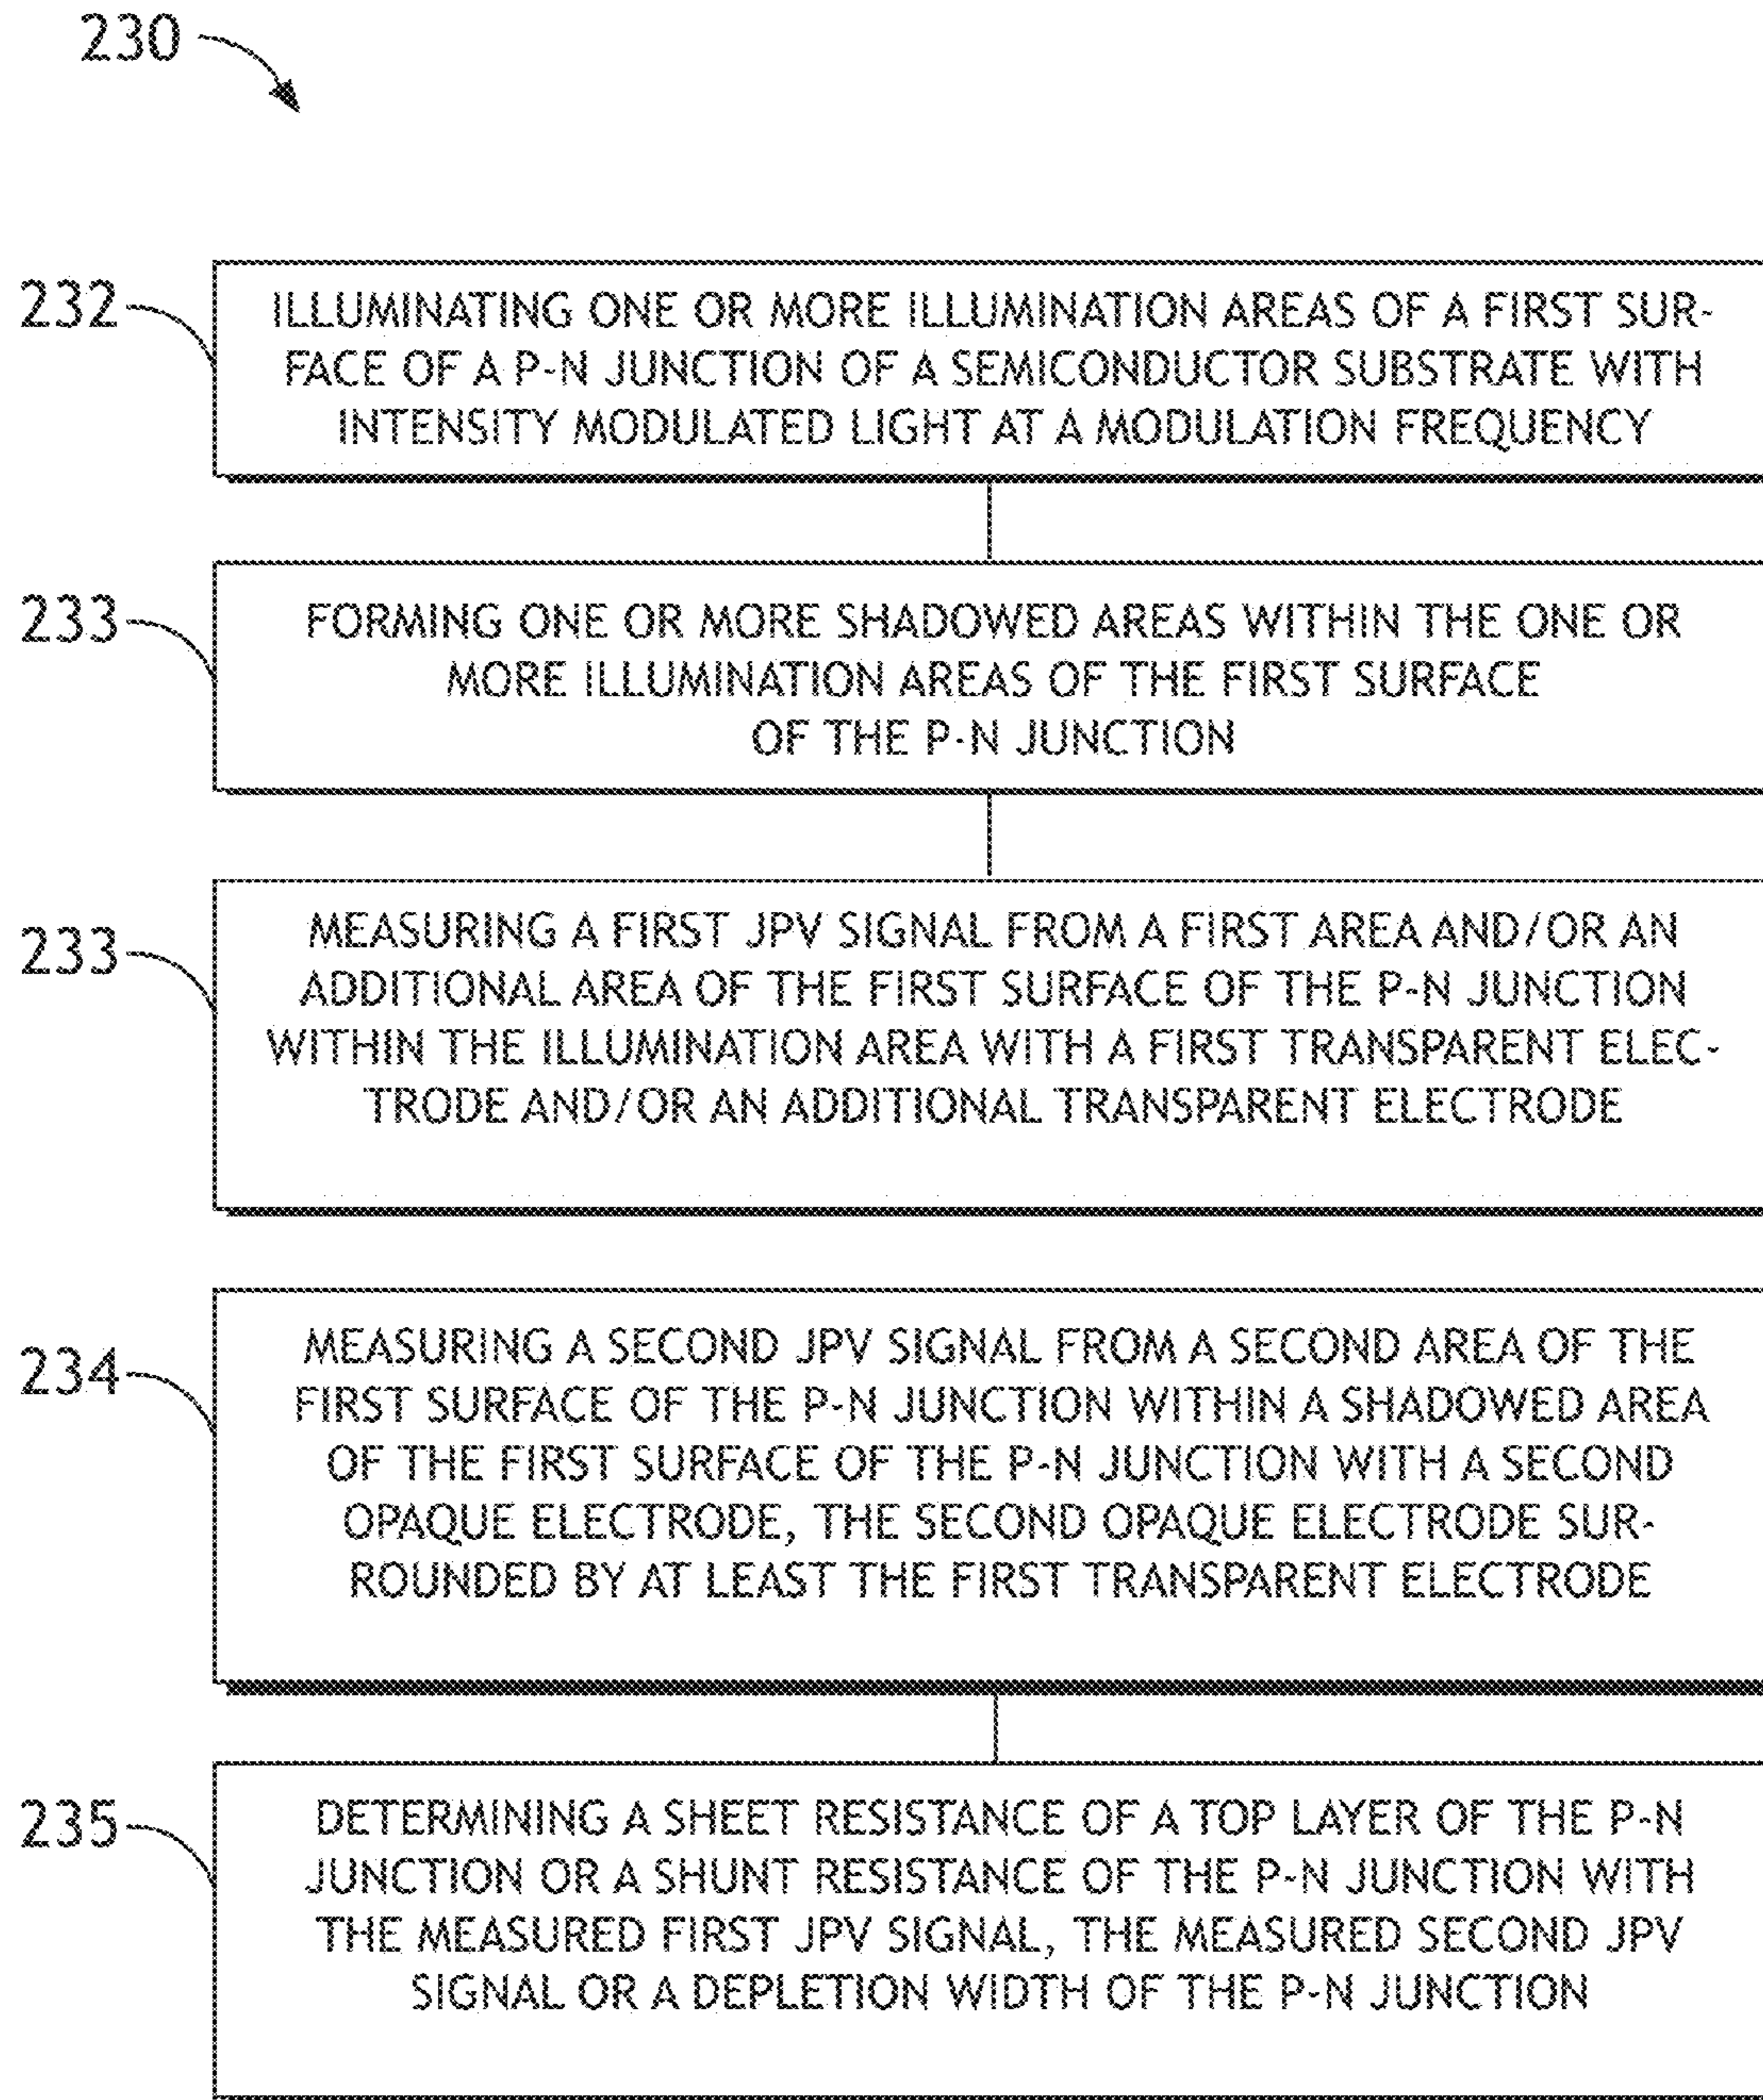 230
232
ILLUMINATING ONE OR MORE ILLUMINATION AREAS OF A FIRST SUR-
FACE OF A P-N JUNCTION OF A SEMICONDUCTOR SUBSTRATE WITH
INTENSITY MODULATED LIGHT AT A MODULATION FREQUENCY
233
FORMING ONE OR MORE SHADOWED AREAS WITHIN THE ONE OR
MORE ILLUMINATION AREAS OF THE FIRST SURFACE
OF THE P-N JUNCTION
233
MEASURING A FIRST JPV SIGNAL FROM A FIRST AREA AND/OR AN
ADDITIONAL AREA OF THE FIRST SURFACE OF THE P-N JUNCTION
WITHIN THE ILLUMINATION AREA WITH A FIRST TRANSPARENT ELEC-
TRODE AND/OR AN ADDITIONAL TRANSPARENT ELECTRODE
234
MEASURING A SECOND JPV SIGNAL FROM A SECOND AREA OF THE
FIRST SURFACE OF THE P-N JUNCTION WITHIN A SHADOWED AREA
OF THE FIRST SURFACE OF THE P-N JUNCTION WITH A SECOND
OPAQUE ELECTRODE, THE SECOND OPAQUE ELECTRODE SUR-
ROUNDED BY AT LEAST THE FIRST TRANSPARENT ELECTRODE
235
DETERMINING A SHEET RESISTANCE OF A TOP LAYER OF THE P-N
JUNCTION OR A SHUNT RESISTANCE OF THE P-N JUNCTION WITH
THE MEASURED FIRST JPV SIGNAL, THE MEASURED SECOND JPV
SIGNAL OR A DEPLETION WIDTH OF THE P-N JUNCTION